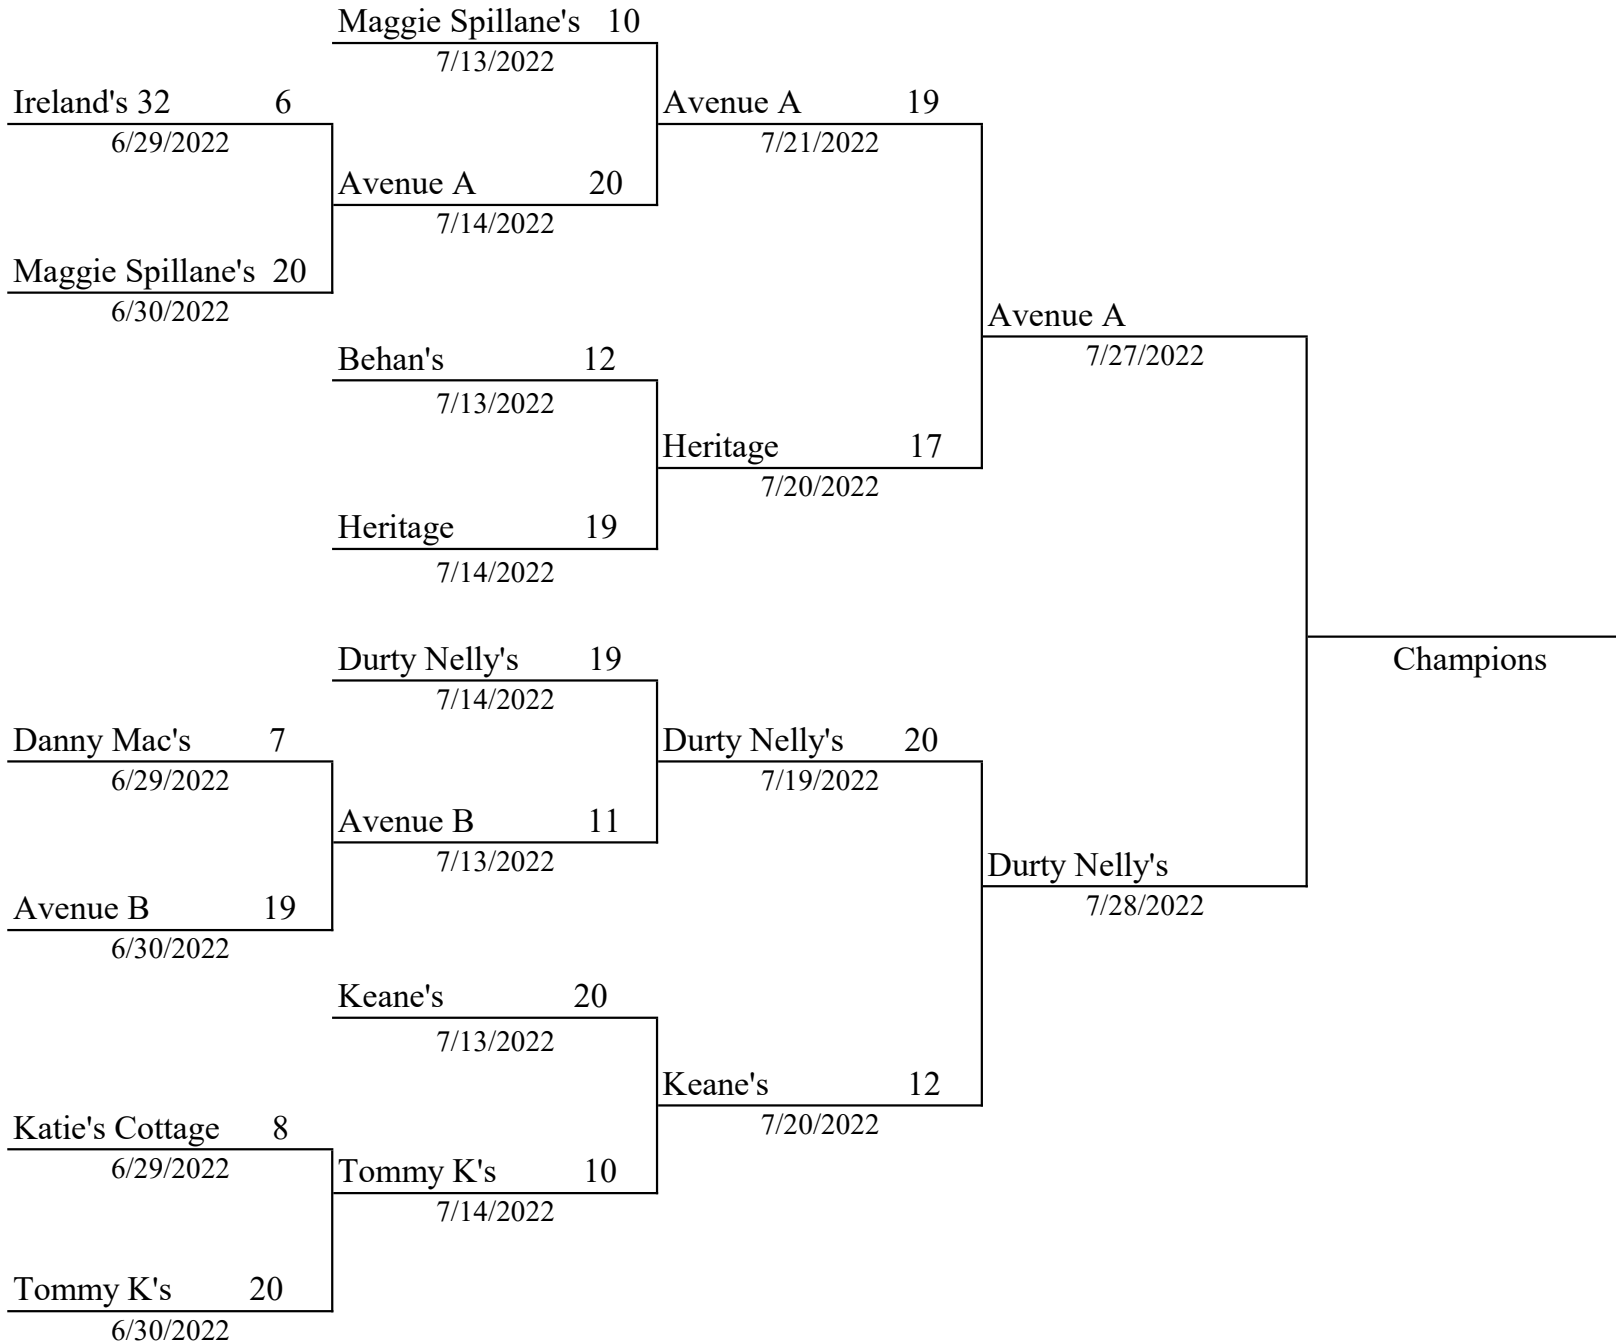 Maggie Spillane's 10
7/13/2022
Ireland's 32 6
Avenue A 19
6/29/2022
7/21/2022
Avenue A 20
7/14/2022
Maggie Spillane's 20
6/30/2022
Avenue A
Behan's 12
7/27/2022
7/13/2022
Heritage 17
7/20/2022
Heritage 19
7/14/2022
Durty Nelly's 19
Champions
7/14/2022
Danny Mac's 7
Durty Nelly's 20
6/29/2022
7/19/2022
Avenue B 11
7/13/2022
Durty Nelly's
Avenue B 19
7/28/2022
6/30/2022
Keane's 20
7/13/2022
Keane's 12
Katie's Cottage 8
7/20/2022
6/29/2022
Tommy K's 10
7/14/2022
Tommy K's 20
6/30/2022